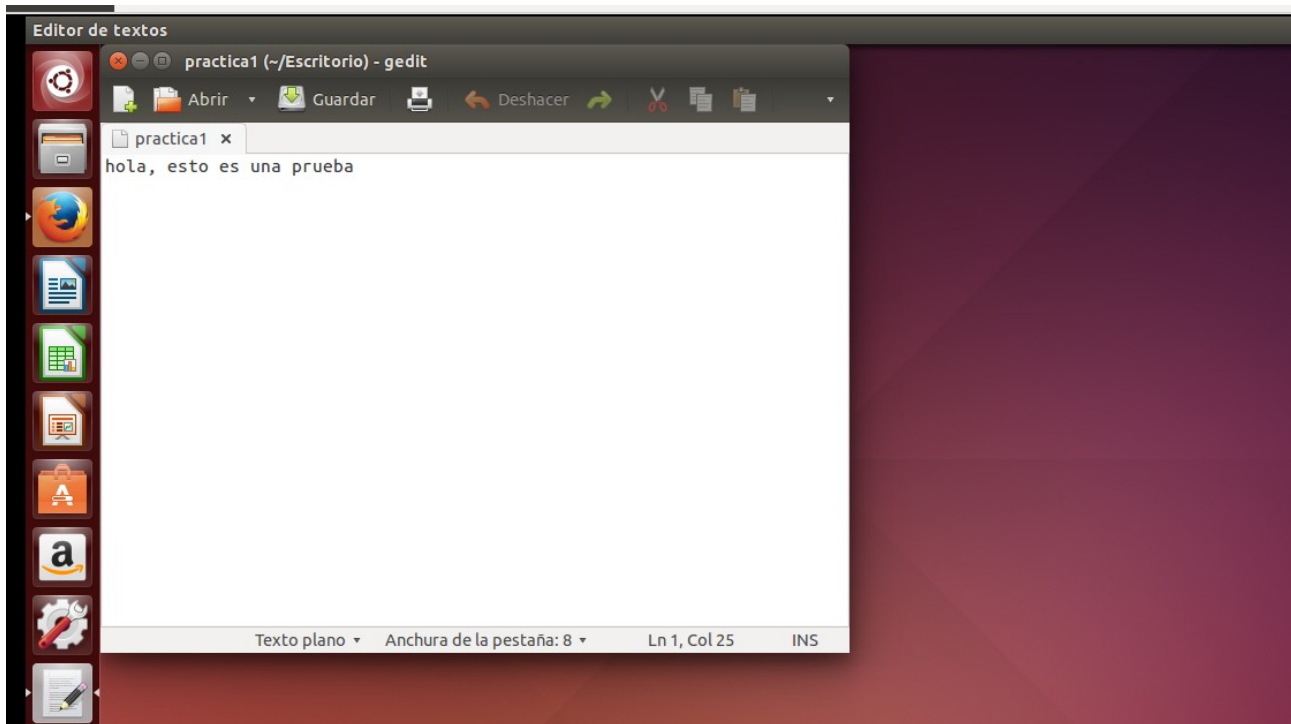 Editor de textos
practica1 (~/Escritorio) - gedit
Abrir Guardar Deshacer
practica1
hola, esto es una prueba
Texto plano Anchura de la pestaña: 8 Ln 1, Col 25 INS